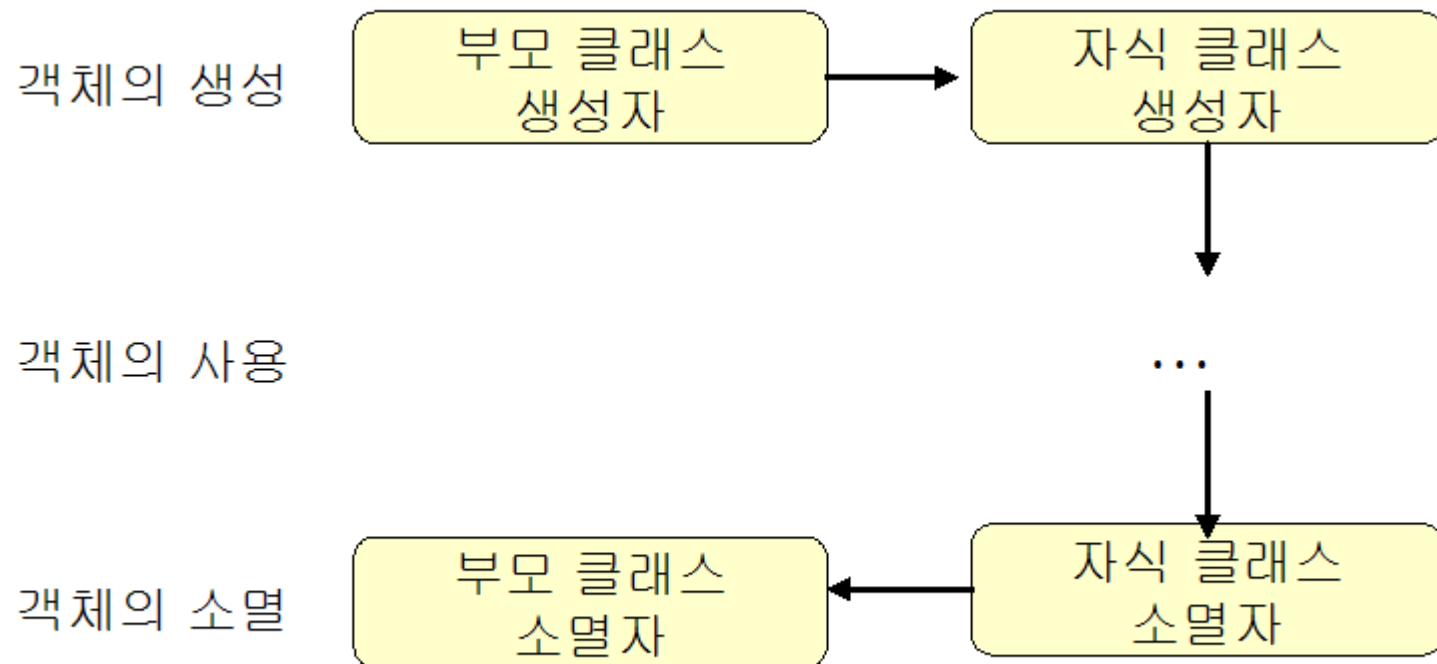 객체의 생성
부모 클래스
생성자
자식 클래스
생성자
객체의 사용
...
객체의 소멸
부모 클래스
소멸자
자식 클래스
소멸자